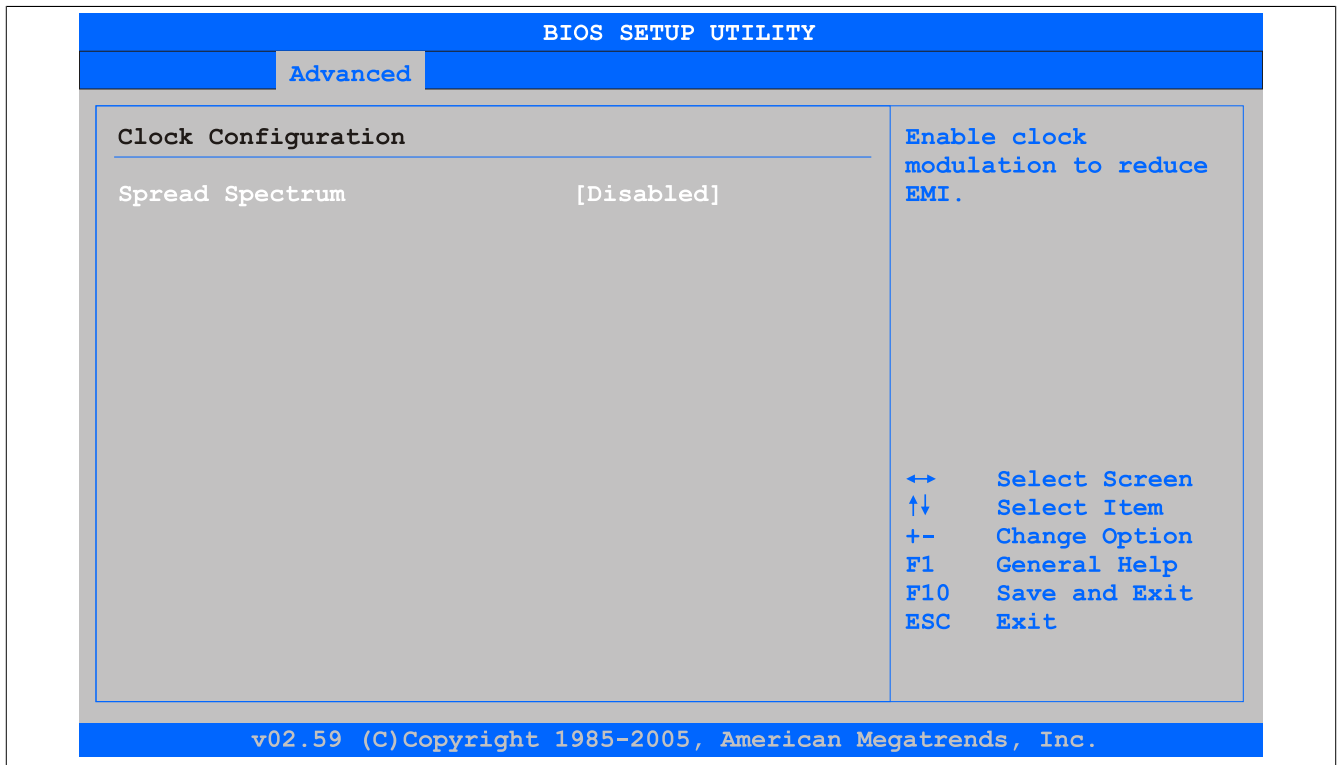 BIOS SETUP UTILITY
Advanced
Clock Configuration
Spread Spectrum [Disabled]
Enable clock
modulation to reduce
EMI.
↔ Select Screen
↑↓ Select Item
+- Change Option
F1 General Help
F10 Save and Exit
ESC Exit
v02.59 (C)Copyright 1985-2005, American Megatrends, Inc.